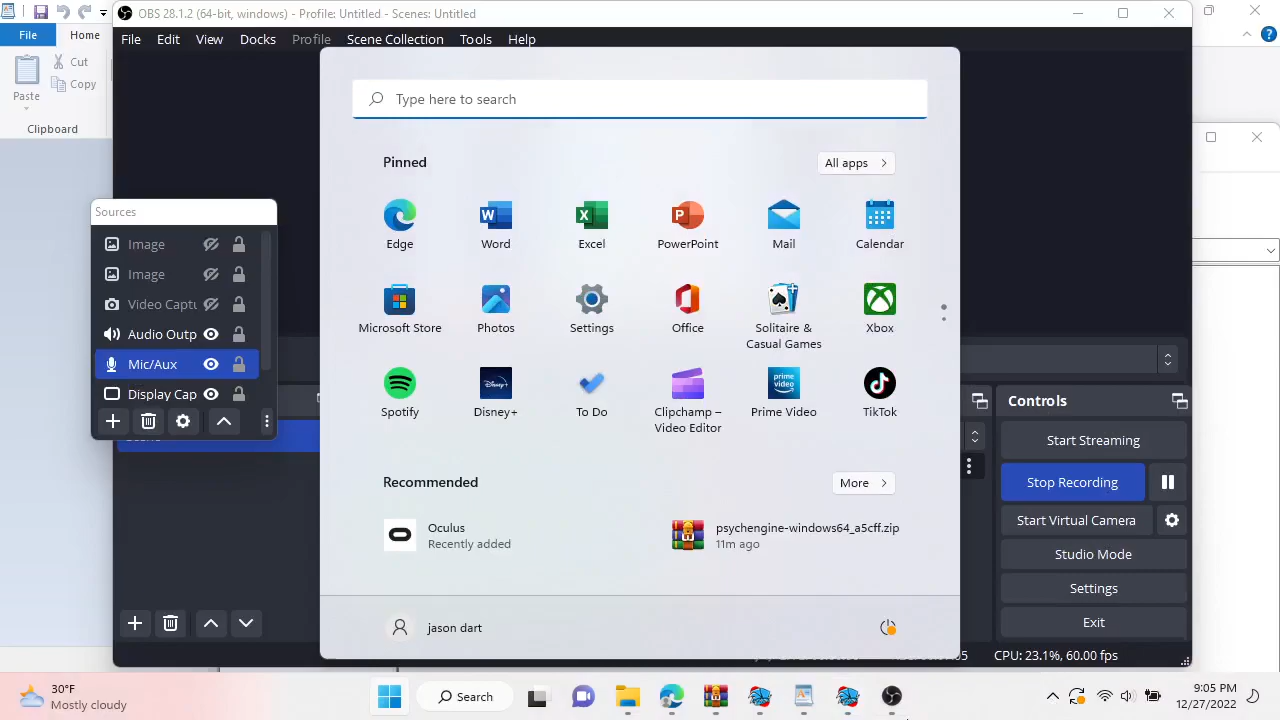 OBS 28.1.2 (64-bit, windows) - Profile: Untitled - Scenes: Untitled
File
Home
File Edit View Docks Profile Scene Collection Tools Help
Cut
Copy
Paste
Clipboard
Type here to search
Pinned
All apps
Edge
Word
Excel
PowerPoint
Mail
Calendar
Microsoft Store
Photos
Settings
Office
Solitaire &
Casual Games
Xbox
Spotify
Disney+
To Do
Clipchamp –
Video Editor
Prime Video
TikTok
Recommended
More
Oculus
Recently added
psychengine-windows64_a5cff.zip
11m ago
jason dart
Sources
Image
Image
Video Captu
Audio Outp
Mic/Aux
Display Cap
Controls
Start Streaming
Stop Recording
Start Virtual Camera
Studio Mode
Settings
Exit
CPU: 23.1%, 60.00 fps
30°F
Mostly cloudy
Search
9:05 PM
12/27/2022